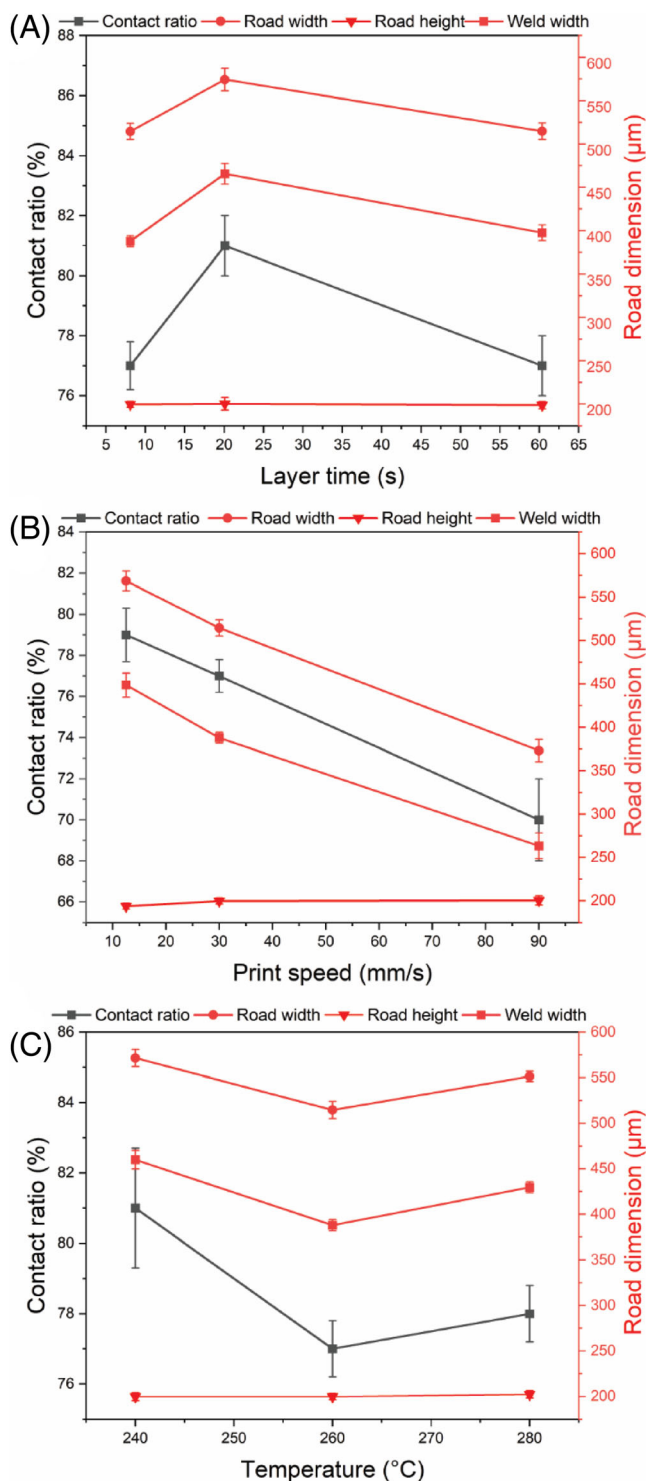 (A)
Contact ratio Road width Road height Weld width
88
86
84
82
80
78
76
Contact ratio (%)
600
550
500
450
400
350
300
250
200
Road dimension (μm)
5 10 15 20 25 30 35 40 45 50 55 60 65
Layer time (s)
(B)
Contact ratio Road width Road height Weld width
84
82
80
78
76
74
72
70
68
66
Contact ratio (%)
600
550
500
450
400
350
300
250
200
Road dimension (μm)
10 20 30 40 50 60 70 80 90
Print speed (mm/s)
(C)
Contact ratio Road width Road height Weld width
86
84
82
80
78
76
Contact ratio (%)
600
550
500
450
400
350
300
250
200
Road dimension (μm)
240 250 260 270 280
Temperature (°C)